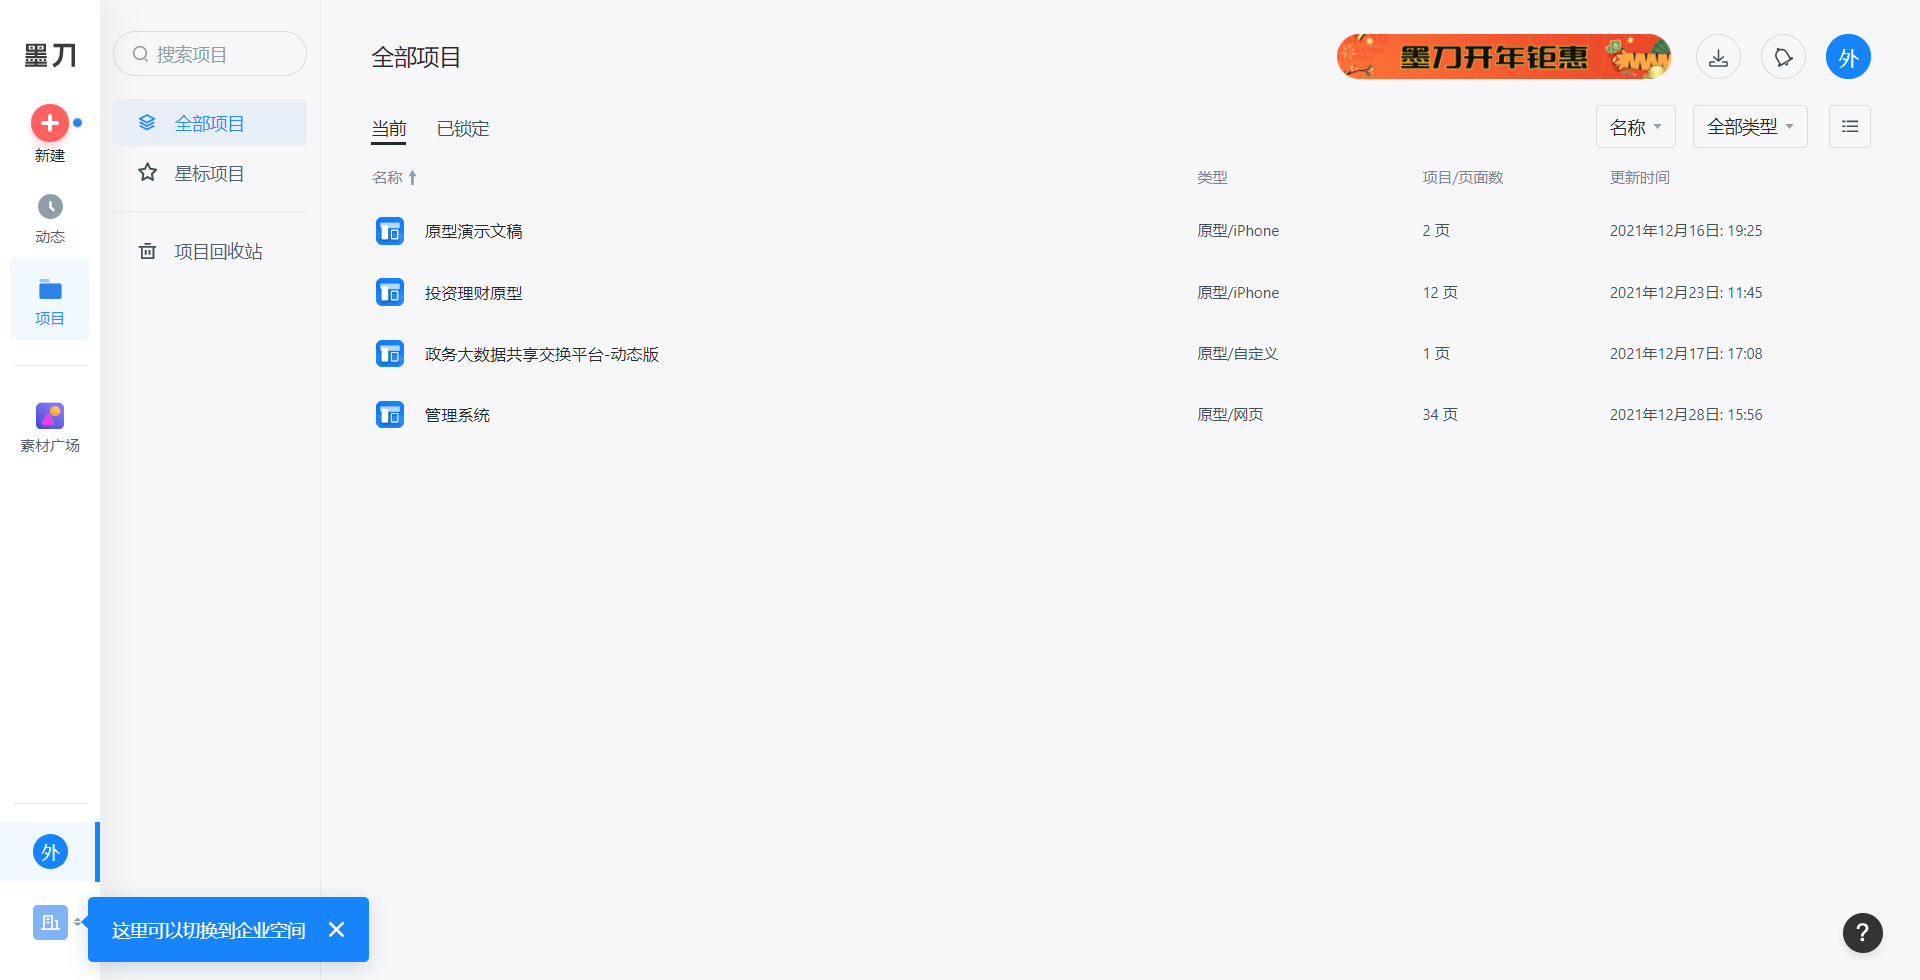 墨刀
新建
动态
项目
素材广场
外
搜索项目
全部项目
星标项目
项目回收站
这里可以切换到企业空间
全部项目
墨刀开年钜惠
外
当前 已锁定
名称 全部类型
名称 类型 项目/页面数 更新时间
原型演示文稿 原型/iPhone 2 页 2021年12月16日: 19:25
投资理财原型 原型/iPhone 12 页 2021年12月23日: 11:45
政务大数据共享交换平台-动态版 原型/自定义 1 页 2021年12月17日: 17:08
管理系统 原型/网页 34 页 2021年12月28日: 15:56
?